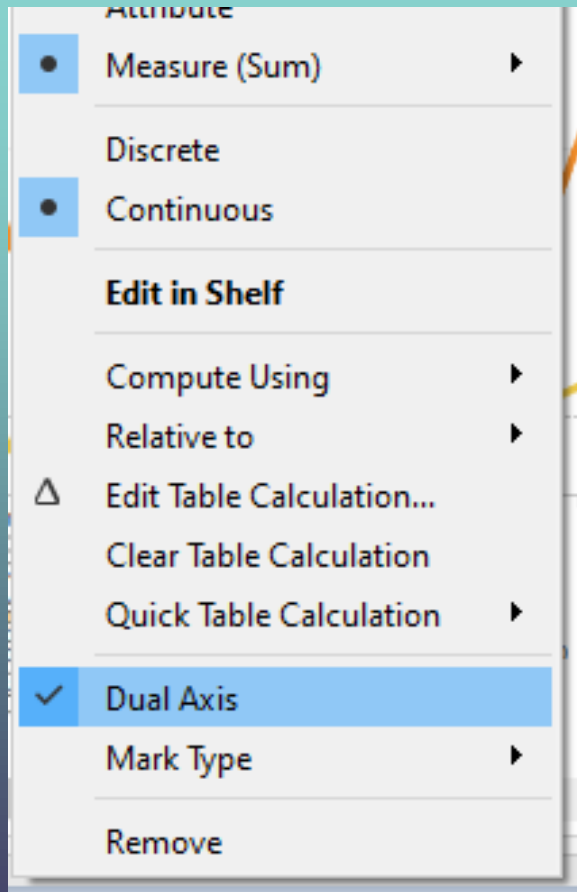 Attribute
Measure (Sum)
Discrete
Continuous
Edit in Shelf
Compute Using
Relative to
Edit Table Calculation...
Clear Table Calculation
Quick Table Calculation
Dual Axis
Mark Type
Remove